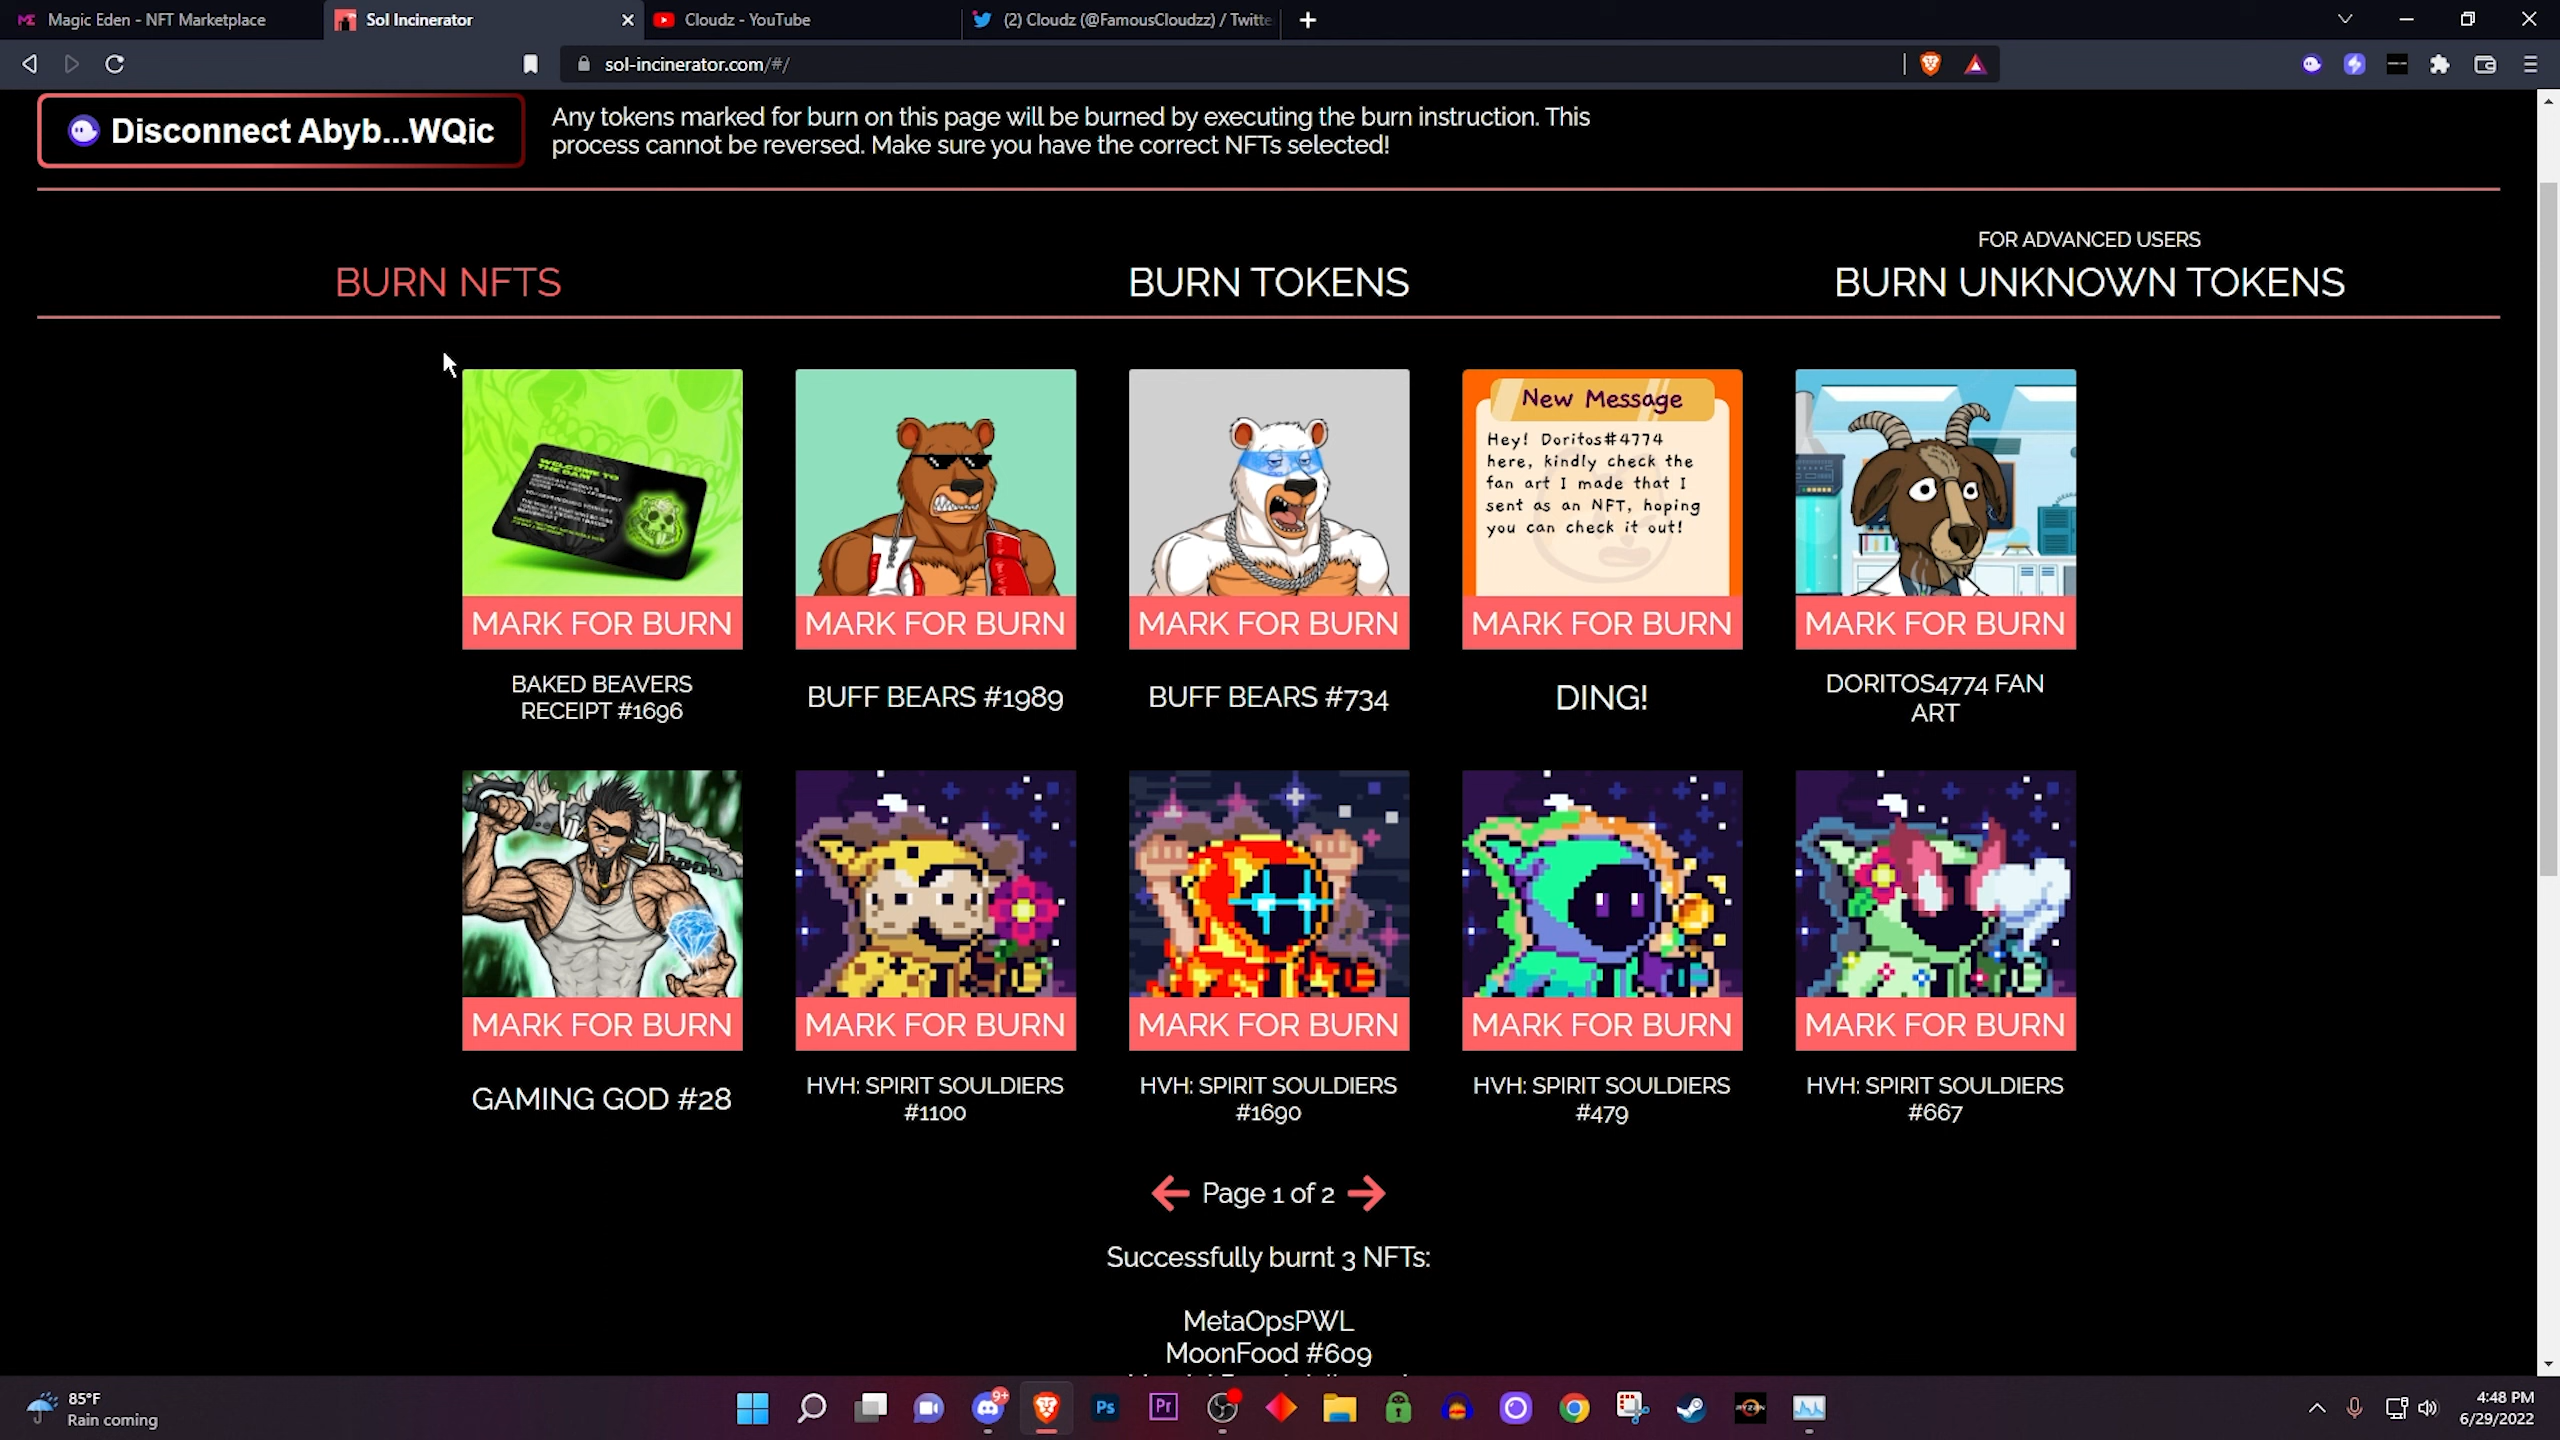 Magic Eden - NFT Marketplace
Sol Incinerator
Cloudz - YouTube
(2) Cloudz (@FamousCloudzz) / Twitte
sol-incinerator.com/#/
Disconnect Abyb...WQic
Any tokens marked for burn on this page will be burned by executing the burn instruction. This
process cannot be reversed. Make sure you have the correct NFTs selected!
FOR ADVANCED USERS
BURN NFTS
BURN TOKENS
BURN UNKNOWN TOKENS
WELCOME TO
THE DAM
New Message
Hey! Doritos#4774
here, kindly check the
fan art I made that I
sent as an NFT, hoping
you can check it out!
MARK FOR BURN
MARK FOR BURN
MARK FOR BURN
MARK FOR BURN
MARK FOR BURN
BAKED BEAVERS
RECEIPT #1696
BUFF BEARS #1989
BUFF BEARS #734
DING!
DORITOS4774 FAN
ART
MARK FOR BURN
MARK FOR BURN
MARK FOR BURN
MARK FOR BURN
MARK FOR BURN
GAMING GOD #28
HVH: SPIRIT SOULDIERS
#1100
HVH: SPIRIT SOULDIERS
#1690
HVH: SPIRIT SOULDIERS
#479
HVH: SPIRIT SOULDIERS
#667
Page 1 of 2
Successfully burnt 3 NFTs:
MetaOpsPWL
MoonFood #609
85°F
Rain coming
9+
Ps
Pr
RYZEN
4:48 PM
6/29/2022